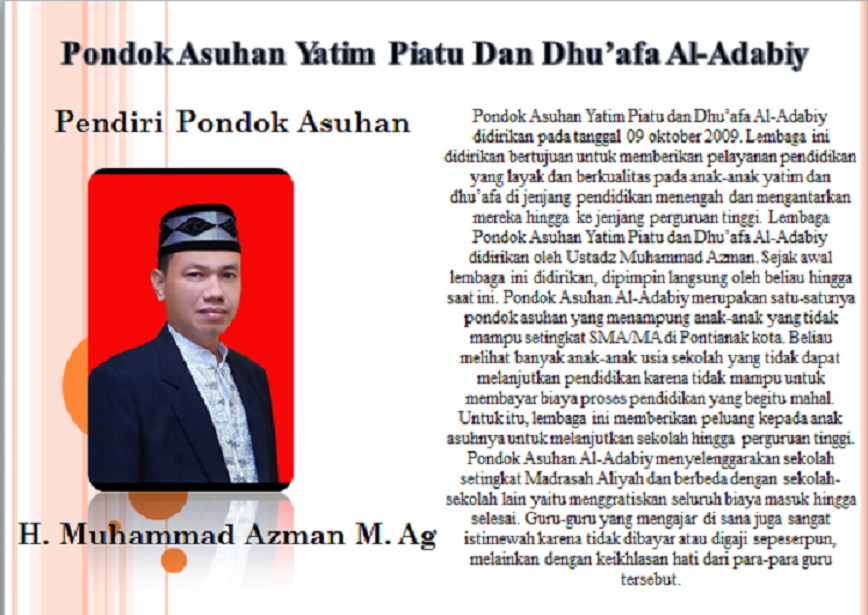 Pondok Asuhan Yatim Piatu Dan Dhu'afa Al-Adabiy
Pendiri Pondok Asuhan
H. Muhammad Azman M. Ag
Pondok Asuhan Yatim Piatu dan Dhu'afa Al-Adabiy
didirikan pada tanggal 09 oktober 2009. Lembaga ini
didirikan bertujuan untuk memberikan pelayanan pendidikan
yang layak dan berkualitas pada anak-anak yatim dan
dhu'afa di jenjang pendidikan menengah dan mengantarkan
mereka hingga ke jenjang perguruan tinggi. Lembaga
Pondok Asuhan Yatim Piatu dan Dhu'afa Al-Adabiy
didirikan oleh Ustadz Muhammad Azman. Sejak awal
lembaga ini didirikan, dipimpin langsung oleh beliau hingga
saat ini. Pondok Asuhan Al-Adabiy merupakan satu-satunya
pondok asuhan yang menampung anak-anak yang tidak
mampu setingkat SMA/MA di Pontianak kota. Beliau
melihat banyak anak-anak usia sekolah yang tidak dapat
melanjutkan pendidikan karena tidak mampu untuk
membayar biaya proses pendidikan yang begitu mahal.
Untuk itu, lembaga ini memberikan peluang kepada anak
asuhnya untuk melanjutkan sekolah hingga perguruan tinggi.
Pondok Asuhan Al-Adabiy menyelenggarakan sekolah
setingkat Madrasah Aliyah dan berbeda dengan sekolah-
sekolah lain yaitu menggratiskan seluruh biaya masuk hingga
selesai. Guru-guru yang mengajar di sana juga sangat
istimewah karena tidak dibayar atau digaji sepeserpun,
melainkan dengan keikhlasan hati dari para-para guru
tersebut.